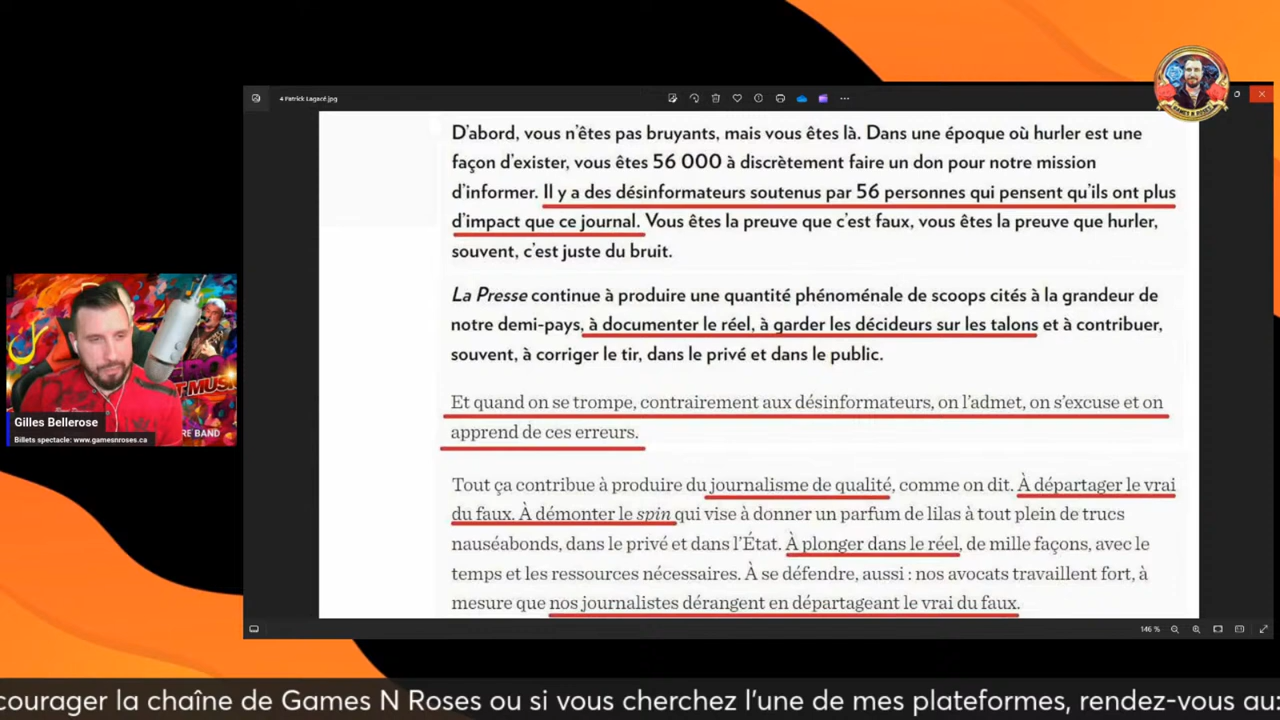 4 Patrick Lagacé.jpg
GAMES N ROSES
D'abord, vous n'êtes pas bruyants, mais vous êtes là. Dans une époque où hurler est une
façon d'exister, vous êtes 56 000 à discrètement faire un don pour notre mission
d'informer. Il y a des désinformateurs soutenus par 56 personnes qui pensent qu'ils ont plus
d'impact que ce journal. Vous êtes la preuve que c'est faux, vous êtes la preuve que hurler,
souvent, c'est juste du bruit.
La Presse continue à produire une quantité phénoménale de scoops cités à la grandeur de
notre demi-pays, à documenter le réel, à garder les décideurs sur les talons et à contribuer,
souvent, à corriger le tir, dans le privé et dans le public.
Et quand on se trompe, contrairement aux désinformateurs, on l'admet, on s'excuse et on
apprend de ces erreurs.
Tout ça contribue à produire du journalisme de qualité, comme on dit. À départager le vrai
du faux. À démonter le spin qui vise à donner un parfum de lilas à tout plein de trucs
nauséabonds, dans le privé et dans l'État. À plonger dans le réel, de mille façons, avec le
temps et les ressources nécessaires. À se défendre, aussi : nos avocats travaillent fort, à
mesure que nos journalistes dérangent en départageant le vrai du faux.
146 %
T MUSI
Gilles Bellerose
RE BAND
Billets spectacle: www.gamesnroses.ca
courager la chaîne de Games N Roses ou si vous cherchez l'une de mes plateformes, rendez-vous au